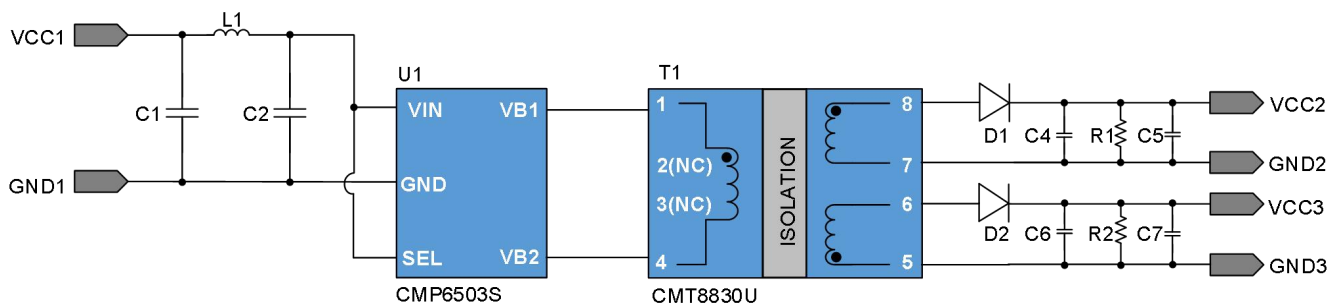 VCC1
L1
C1
C2
GND1
U1
VIN
VB1
GND
SEL
VB2
CMP6503S
T1
1
2(NC)
3(NC)
4
ISOLATION
8
7
6
5
CMT8830U
D1
C4
R1
C5
VCC2
GND2
D2
C6
R2
C7
VCC3
GND3